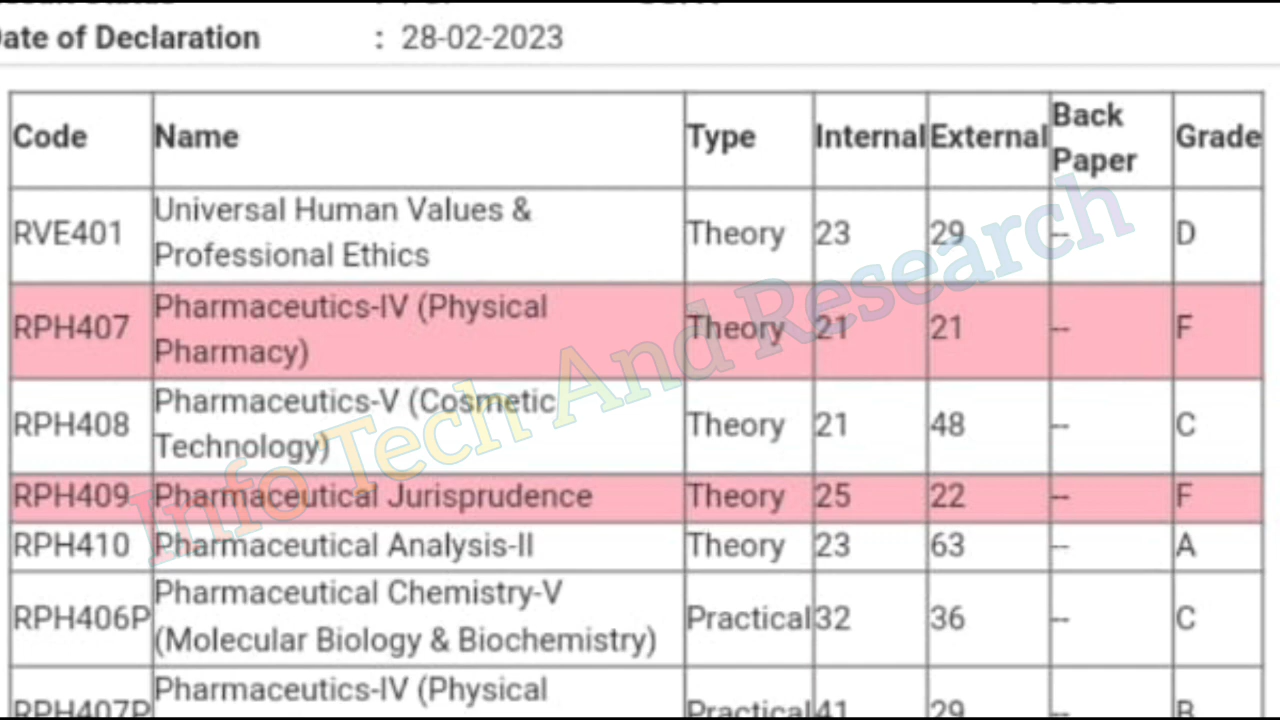 Date of Declaration : 28-02-2023
Code Name Type Internal External Back Paper Grade
RVE401 Universal Human Values & Professional Ethics Theory 23 29 -- D
RPH407 Pharmaceutics-IV (Physical Pharmacy) Theory 21 21 -- F
RPH408 Pharmaceutics-V (Cosmetic Technology) Theory 21 48 -- C
RPH409 Pharmaceutical Jurisprudence Theory 25 22 -- F
RPH410 Pharmaceutical Analysis-II Theory 23 63 -- A
RPH406P Pharmaceutical Chemistry-V (Molecular Biology & Biochemistry) Practical 32 36 -- C
RPH407P Pharmaceutics-IV (Physical Practical 41 29 -- B
Info Tech And Research